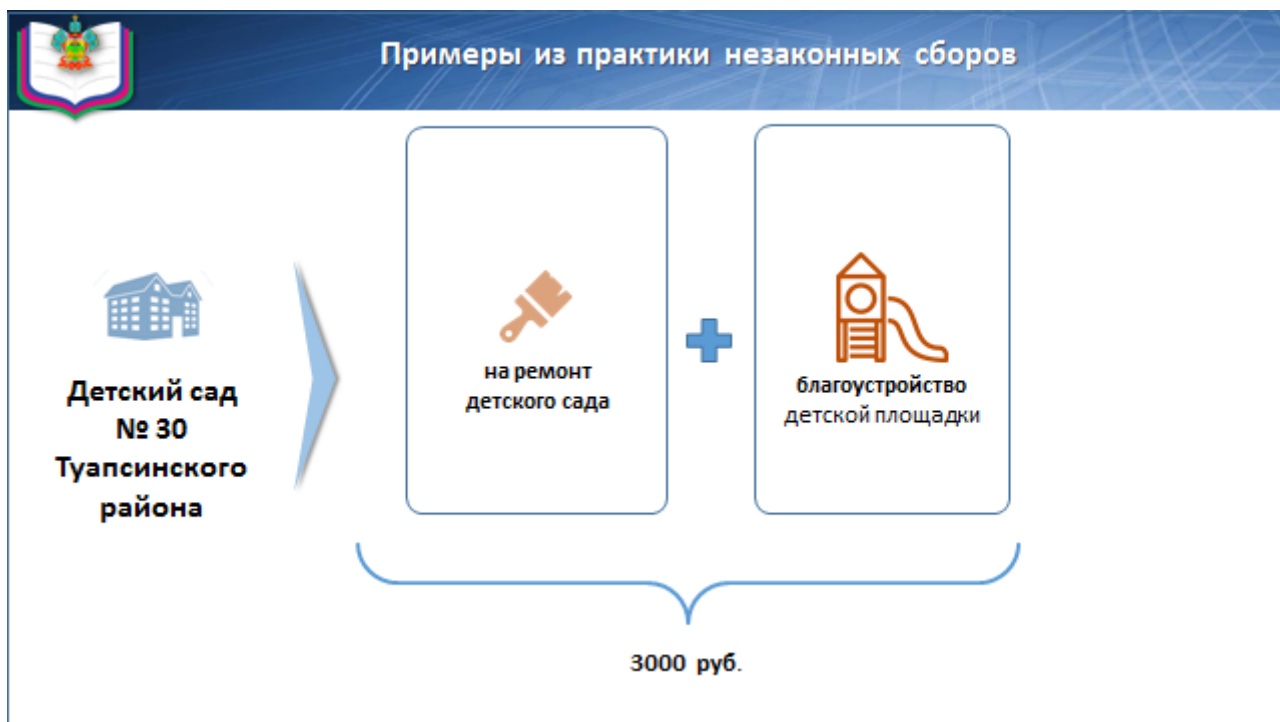 Примеры из практики незаконных сборов
Детский сад
№ 30
Туапсинского
района
на ремонт
детского сада
благоустройство
детской площадки
3000 руб.